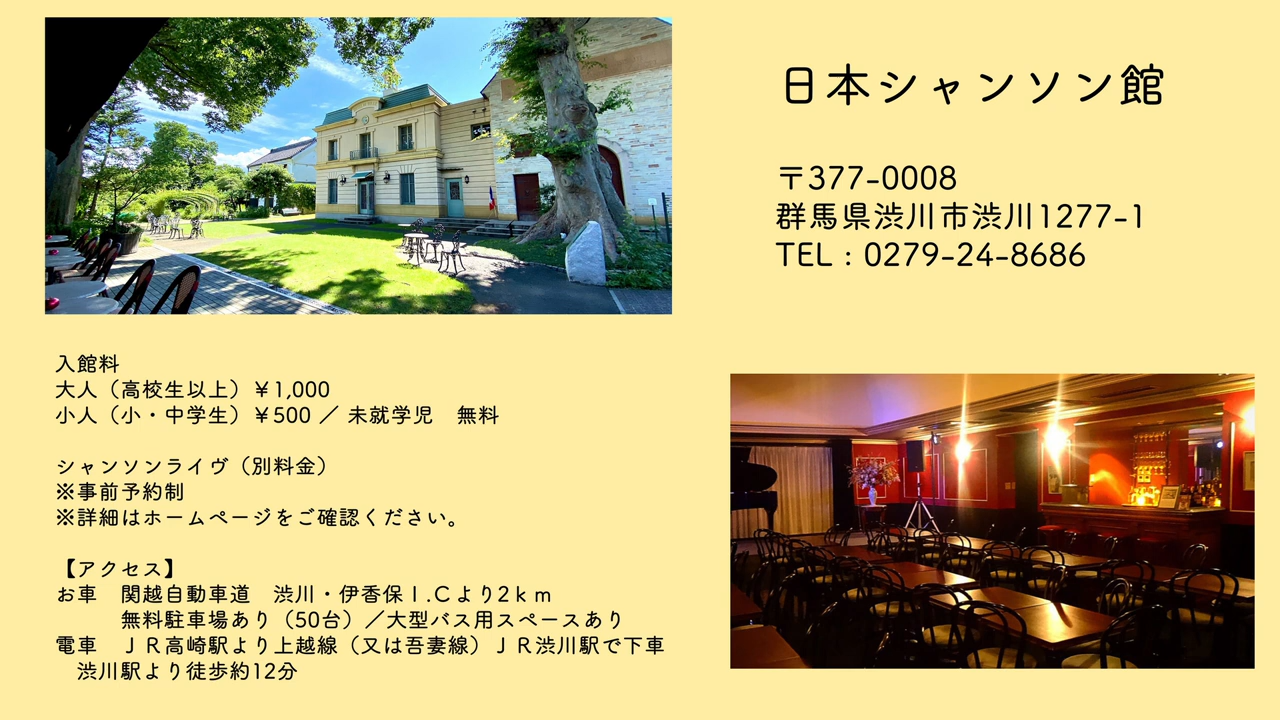 日本シャンソン館
〒377-0008
群馬県渋川市渋川1277-1
TEL：0279-24-8686
入館料
大人（高校生以上）￥1,000
小人（小・中学生）￥500 ／ 未就学児　無料
シャンソンライヴ（別料金）
※事前予約制
※詳細はホームページをご確認ください。
【アクセス】
お車　関越自動車道　渋川・伊香保Ｉ.Ｃより2ｋｍ
無料駐車場あり（50台）／大型バス用スペースあり
電車　ＪＲ高崎駅より上越線（又は吾妻線）ＪＲ渋川駅で下車
渋川駅より徒歩約12分